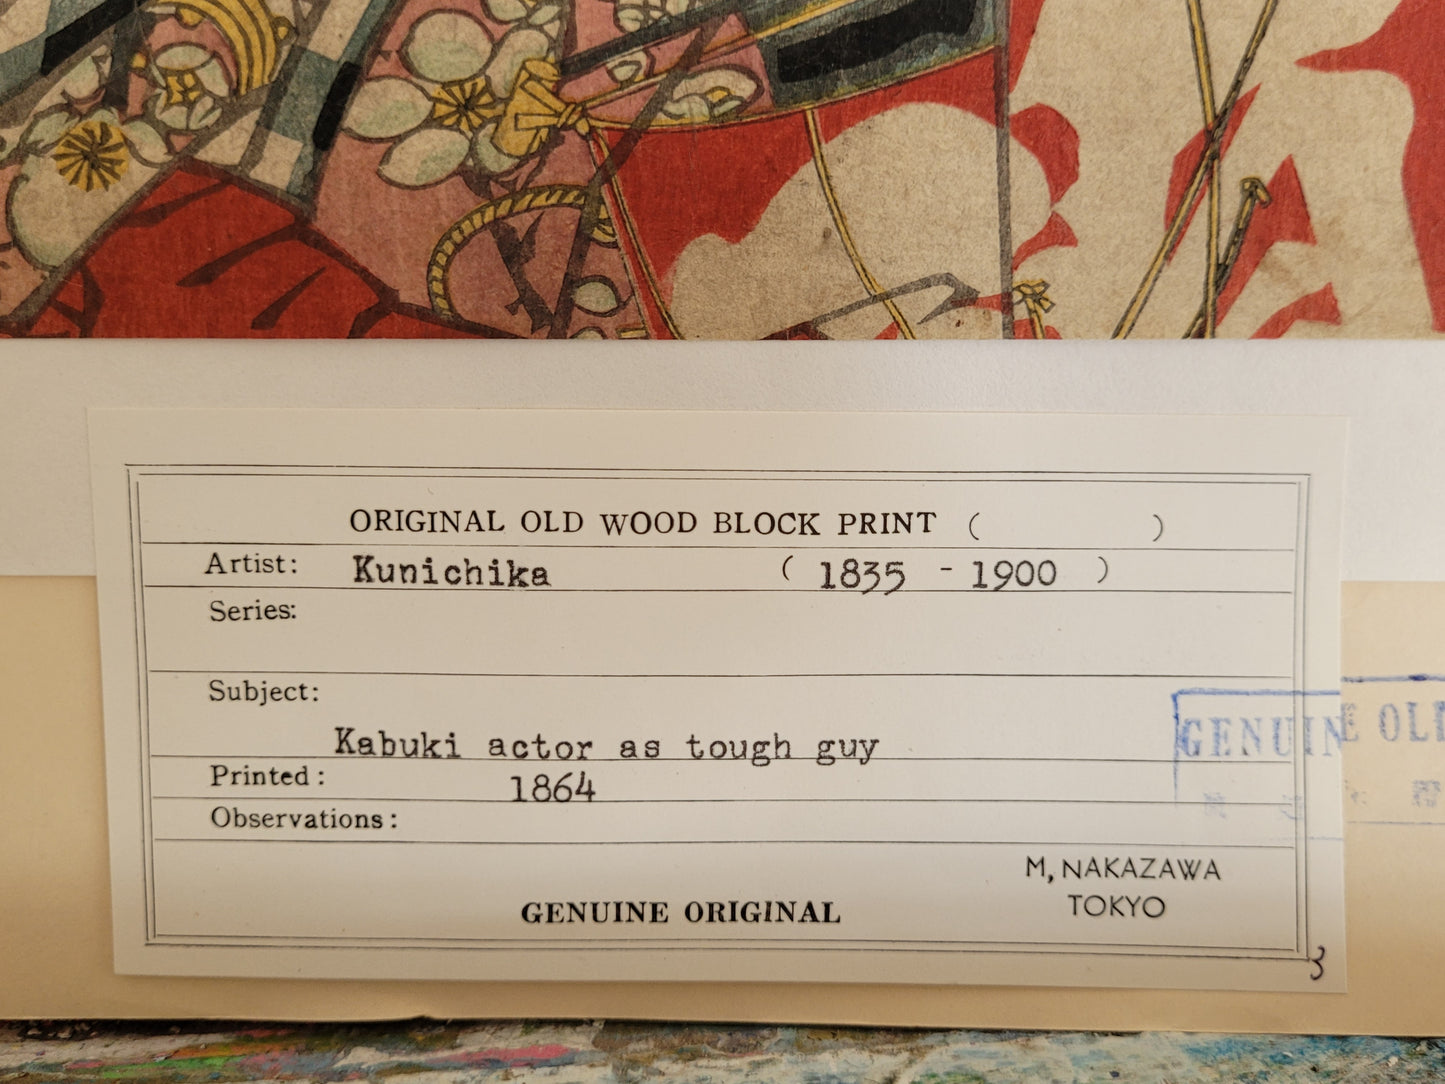 ORIGINAL OLD WOOD BLOCK PRINT ( )
Artist: Kunichika ( 1835 - 1900 )
Series:
Subject:
Kabuki actor as tough guy
GENUINE OLD
Printed: 1864
Observations:
M, NAKAZAWA
TOKYO
GENUINE ORIGINAL
3